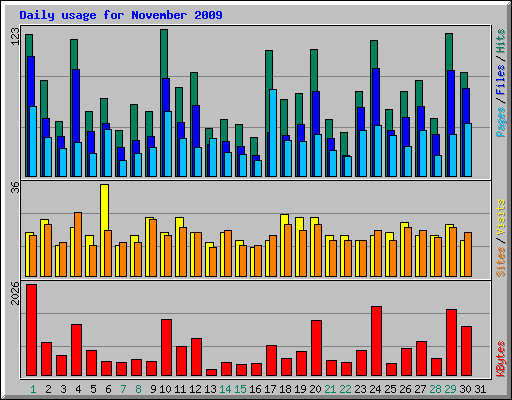 Daily usage for November 2009
123
Pages / Files / Hits
36
Sites / Visits
2026
KBytes
1 2 3 4 5 6 7 8 9 10 11 12 13 14 15 16 17 18 19 20 21 22 23 24 25 26 27 28 29 30 31